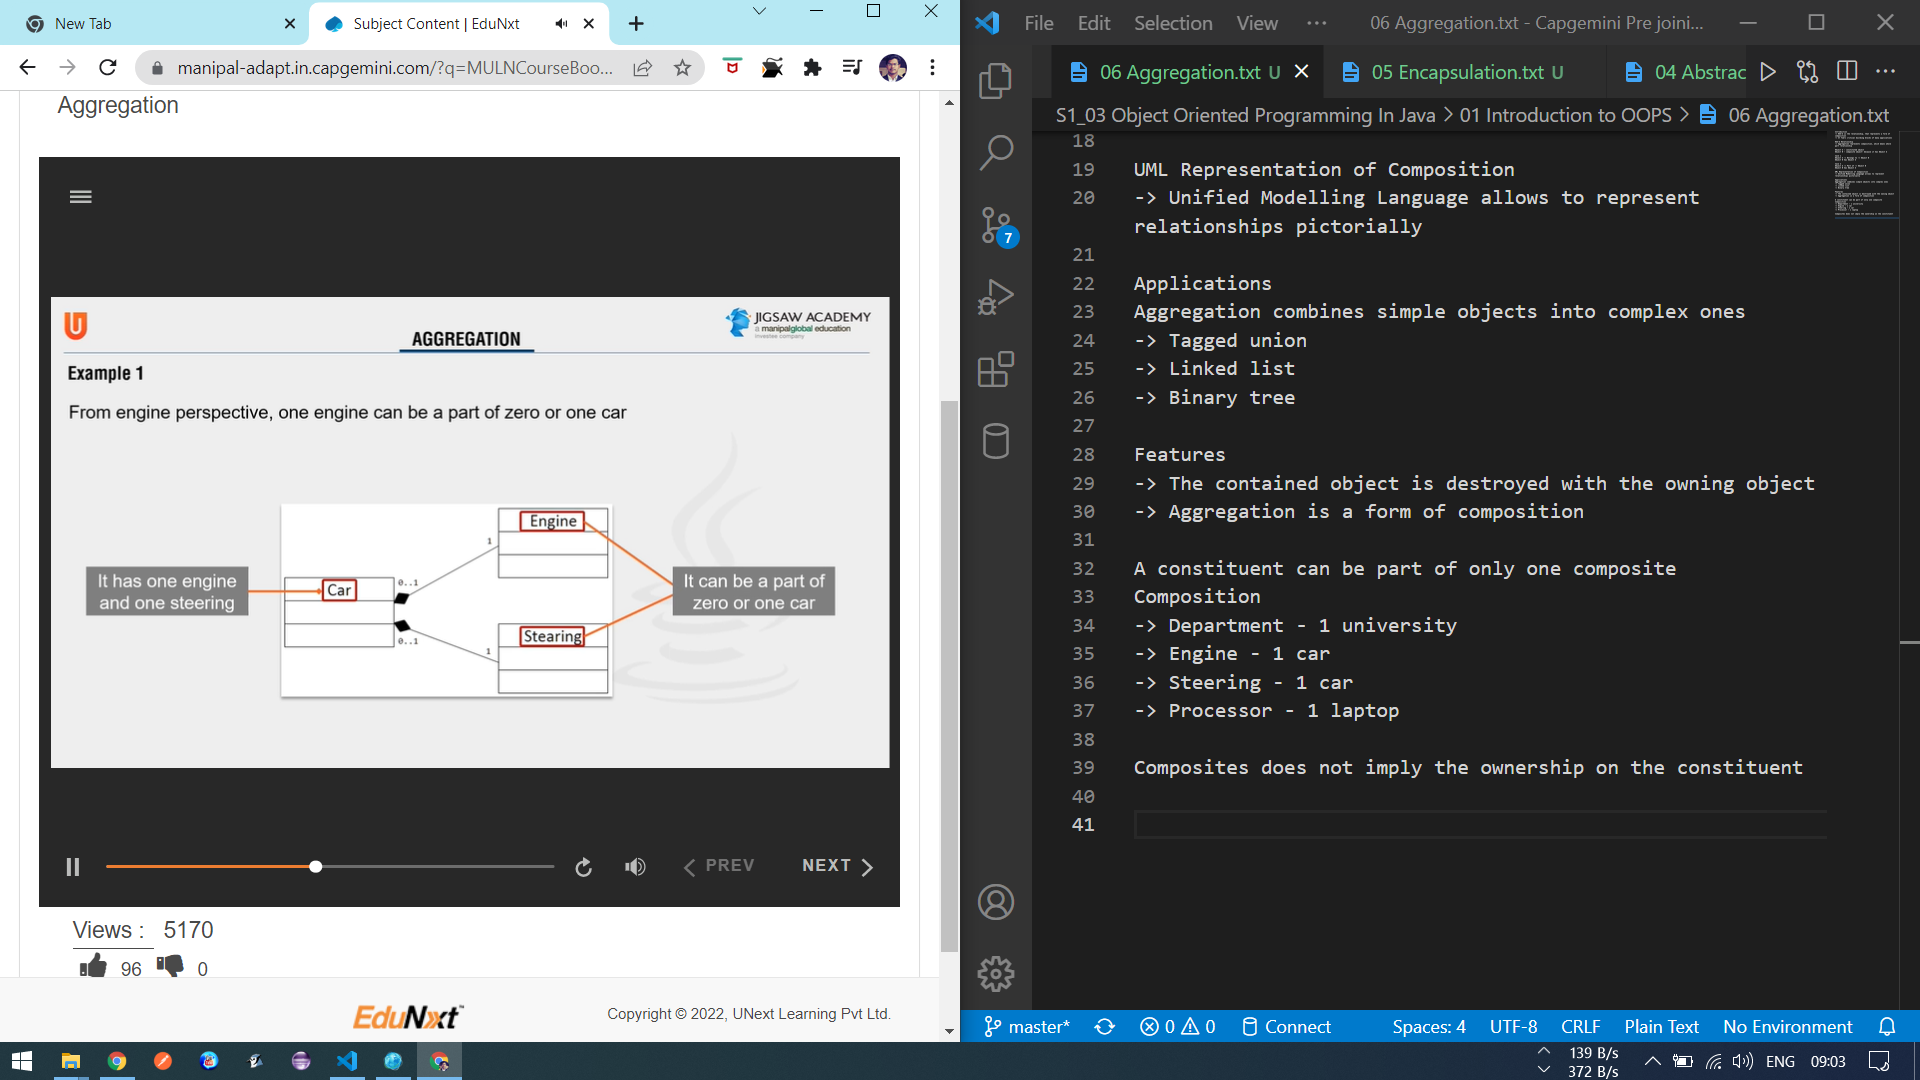 New Tab
Subject Content | EduNxt
manipal-adapt.in.capgemini.com/?q=MULNCourseBoo...
Aggregation
U
AGGREGATION
JIGSAW ACADEMY
a manipalglobal education
investee company
Example 1
From engine perspective, one engine can be a part of zero or one car
Engine
1
0..1
It has one engine
and one steering
Car
It can be a part of
zero or one car
0..1
Stearing
1
PREV
NEXT
Views : 5170
96
0
EduNxt™
Copyright © 2022, UNext Learning Pvt Ltd.
File Edit Selection View ··· 06 Aggregation.txt - Capgemini Pre joini...
06 Aggregation.txt U
05 Encapsulation.txt U
04 Abstrac
S1_03 Object Oriented Programming In Java > 01 Introduction to OOPS > 06 Aggregation.txt
7
18
19 UML Representation of Composition
20 -> Unified Modelling Language allows to represent
relationships pictorially
21
22 Applications
23 Aggregation combines simple objects into complex ones
24 -> Tagged union
25 -> Linked list
26 -> Binary tree
27
28 Features
29 -> The contained object is destroyed with the owning object
30 -> Aggregation is a form of composition
31
32 A constituent can be part of only one composite
33 Composition
34 -> Department - 1 university
35 -> Engine - 1 car
36 -> Steering - 1 car
37 -> Processor - 1 laptop
38
39 Composites does not imply the ownership on the constituent
40
41
master* 0 0 Connect Spaces: 4 UTF-8 CRLF Plain Text No Environment
139 B/s
372 B/s
ENG 09:03